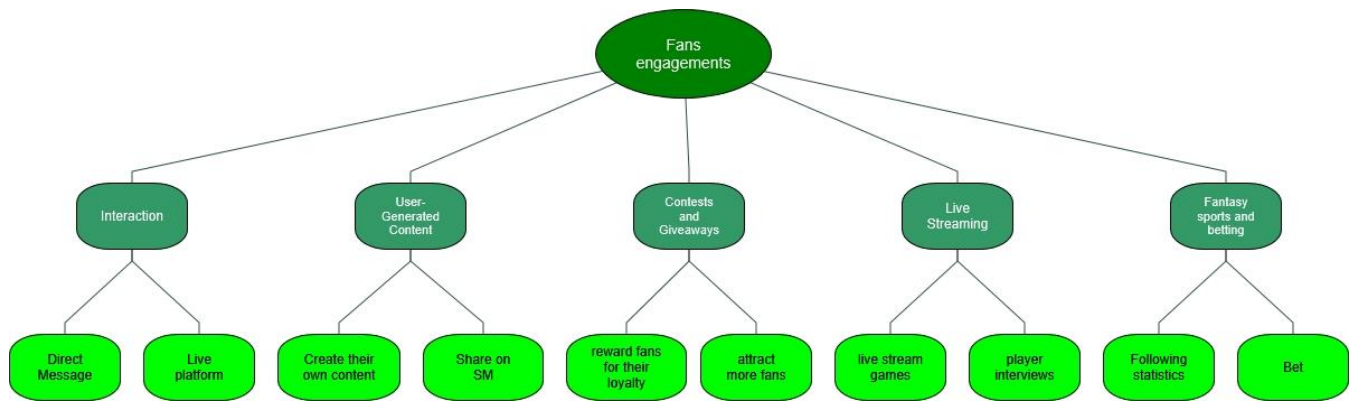 Fans
engagements
Interaction
User-
Generated
Content
Contests
and
Giveaways
Live
Streaming
Fantasy
sports and
betting
Direct
Message
Live
platform
Create their
own content
Share on
SM
reward fans
for their
loyalty
attract
more fans
live stream
games
player
interviews
Following
statistics
Bet